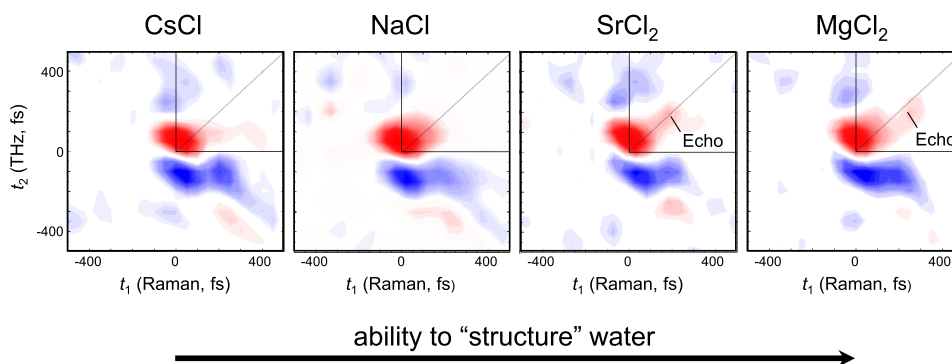 CsCl NaCl SrCl₂ MgCl₂
400
0
-400
t₂ (THz, fs)
Echo
Echo
-400 0 400 -400 0 400 -400 0 400 -400 0 400
t₁ (Raman, fs) t₁ (Raman, fs) t₁ (Raman, fs) t₁ (Raman, fs)
ability to “structure” water